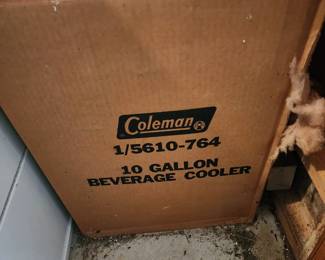 Coleman
1/5610-764
10 GALLON
BEVERAGE COOLER